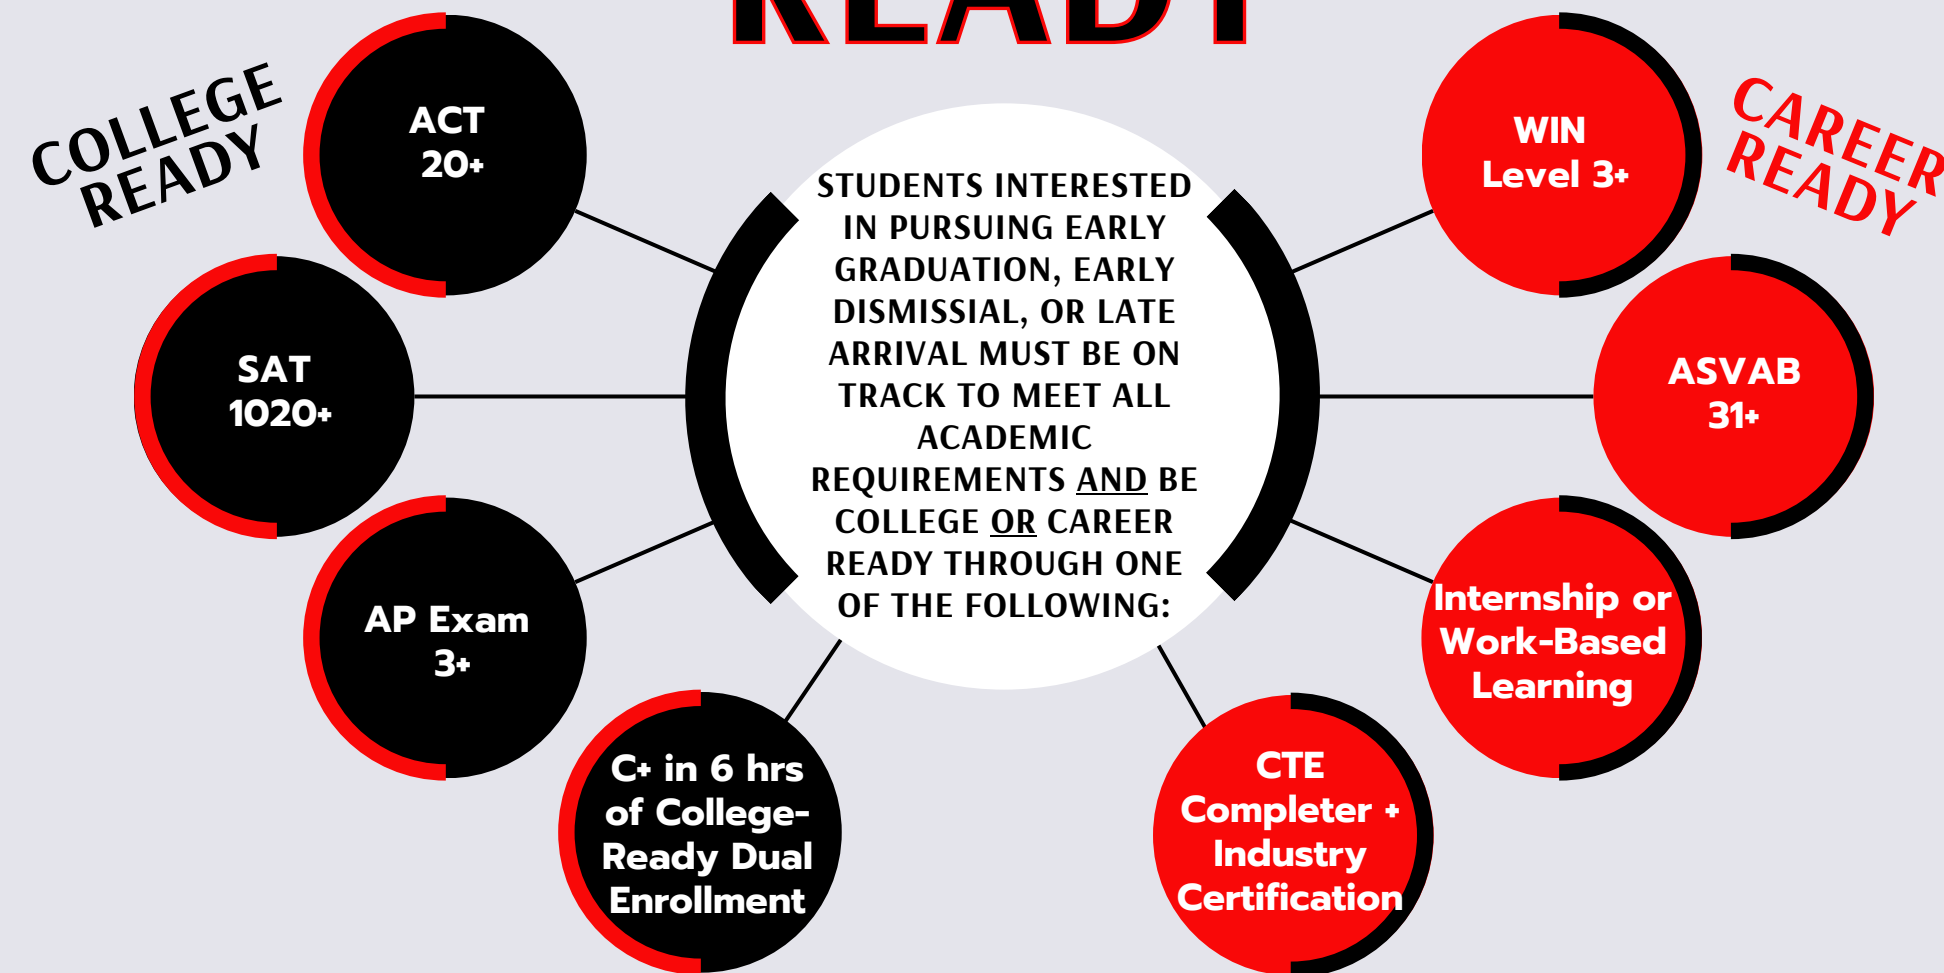 READY
COLLEGE
READY
ACT
20+
SAT
1020+
AP Exam
3+
C+ in 6 hrs
of College-
Ready Dual
Enrollment
STUDENTS INTERESTED
IN PURSUING EARLY
GRADUATION, EARLY
DISMISSIAL, OR LATE
ARRIVAL MUST BE ON
TRACK TO MEET ALL
ACADEMIC
REQUIREMENTS AND BE
COLLEGE OR CAREER
READY THROUGH ONE
OF THE FOLLOWING:
CAREER
READY
WIN
Level 3+
ASVAB
31+
Internship or
Work-Based
Learning
CTE
Completer +
Industry
Certification